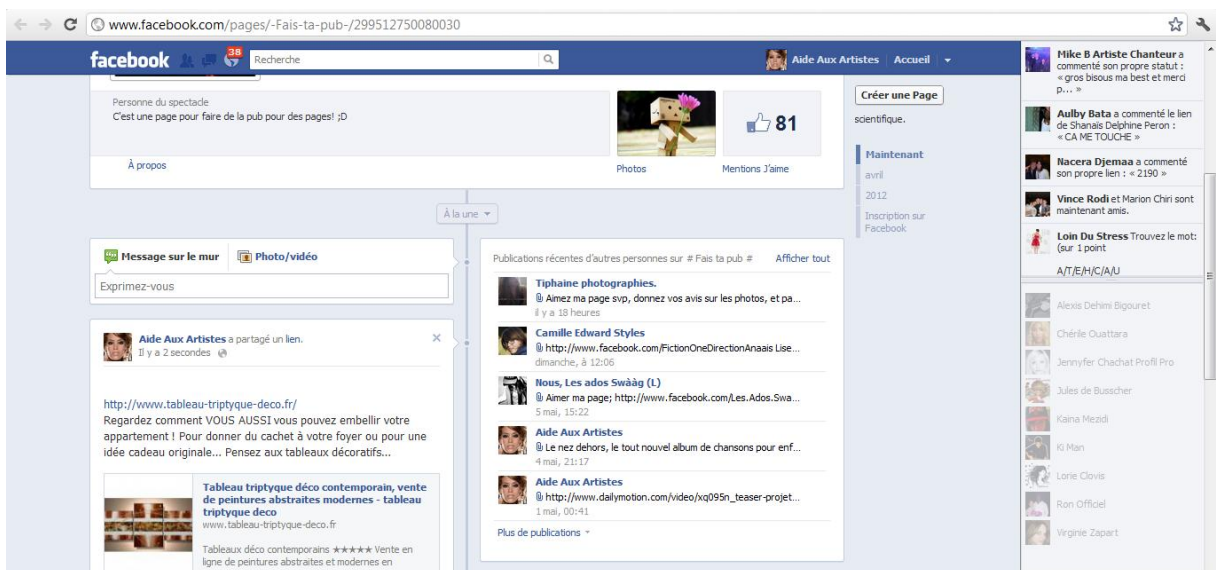 www.facebook.com/pages/-Fais-ta-pub-/299512750080030
facebook
38
Recherche
Aide Aux Artistes
Accueil
Personne du spectacle
C'est une page pour faire de la pub pour des pages! ;D
À propos
Photos
81
Mentions J'aime
Créer une Page
scientifique.
Maintenant
avril
2012
Inscription sur
Facebook
À la une
Message sur le mur
Photo/vidéo
Exprimez-vous
Aide Aux Artistes a partagé un lien.
Il y a 2 secondes
http://www.tableau-triptyque-deco.fr/
Regardez comment VOUS AUSSI vous pouvez embellir votre
appartement ! Pour donner du cachet à votre foyer ou pour une
idée cadeau originale... Pensez aux tableaux décoratifs...
Tableau triptyque déco contemporain, vente
de peintures abstraites modernes - tableau
triptyque deco
www.tableau-triptyque-deco.fr
Tableaux déco contemporains ★★★★★ Vente en
ligne de peintures abstraites et modernes en
Publications récentes d'autres personnes sur # Fais ta pub #
Afficher tout
Tiphaine photographies.
Aimez ma page svp, donnez vos avis sur les photos, et pa...
il y a 18 heures
Camille Edward Styles
http://www.facebook.com/FictionOneDirectionAnaais Lise...
dimanche, à 12:06
Nous, Les ados Swààg (L)
Aimer ma page; http://www.facebook.com/Les.Ados.Swa...
5 mai, 15:22
Aide Aux Artistes
Le nez dehors, le tout nouvel album de chansons pour enf...
4 mai, 21:17
Aide Aux Artistes
http://www.dailymotion.com/video/xq095n_teaser-projet...
1 mai, 00:41
Plus de publications
Mike B Artiste Chanteur a
commenté son propre statut :
« gros bisous ma best et merci
p... »
Aulby Bata a commenté le lien
de Shanaïs Delphine Peron :
« CA ME TOUCHE »
Nacera Djemaa a commenté
son propre lien : « 2190 »
Vince Rodi et Marion Chiri sont
maintenant amis.
Loin Du Stress Trouvez le mot:
(sur 1 point
A/T/E/H/C/A/U
Alexis Dehimi Bigouret
Chérile Ouattara
Jennyfer Chachat Profil Pro
Jules de Busscher
Kaina Mezidi
Ki Man
Lorie Clovis
Ron Officiel
Virginie Zapart